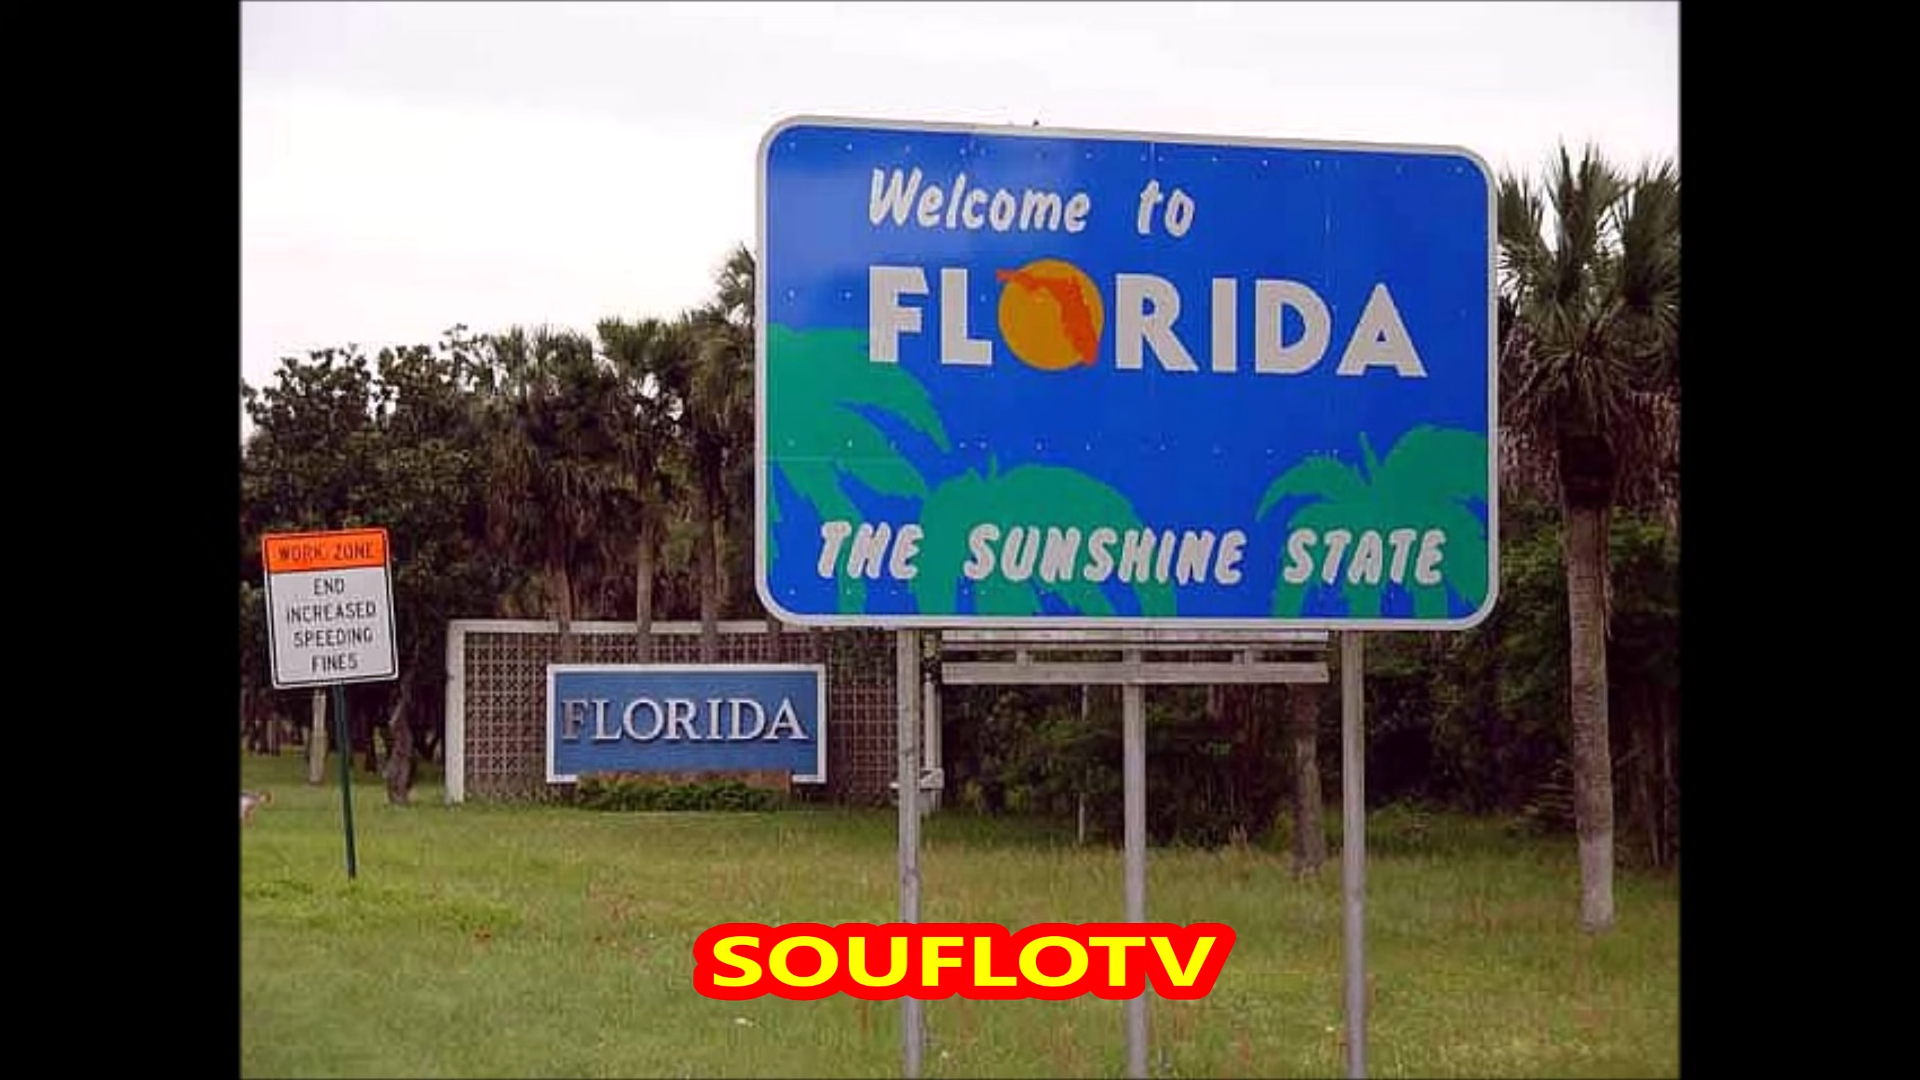 Welcome to
FLORIDA
THE SUNSHINE STATE
WORK ZONE
END
INCREASED
SPEEDING
FINES
FLORIDA
SOUFLOTV